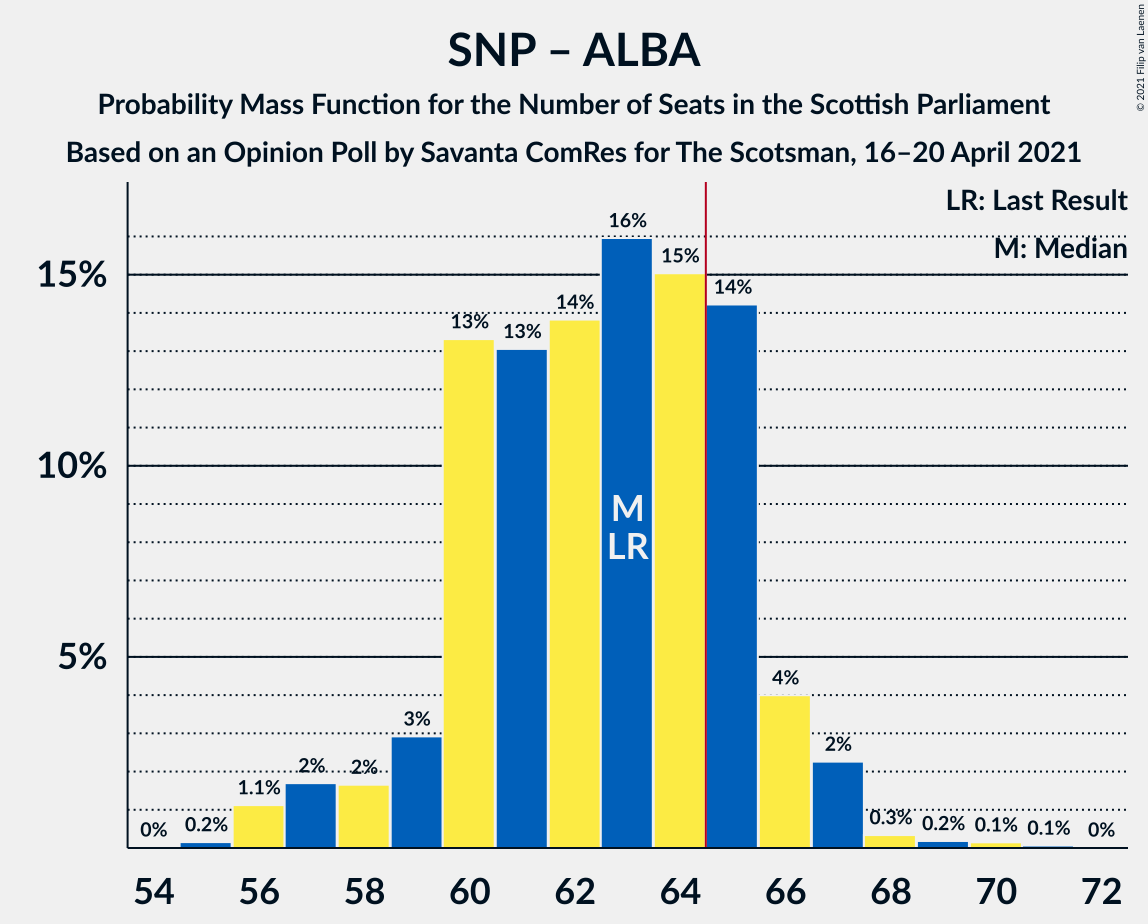 SNP – ALBA
Probability Mass Function for the Number of Seats in the Scottish Parliament
Based on an Opinion Poll by Savanta ComRes for The Scotsman, 16–20 April 2021
© 2021 Filip van Laenen
LR: Last Result
M: Median
15%
10%
5%
0%
0.2%
1.1%
2%
2%
3%
13%
13%
14%
16%
15%
14%
4%
2%
0.3%
0.2%
0.1%
0.1%
0%
M
LR
54 56 58 60 62 64 66 68 70 72